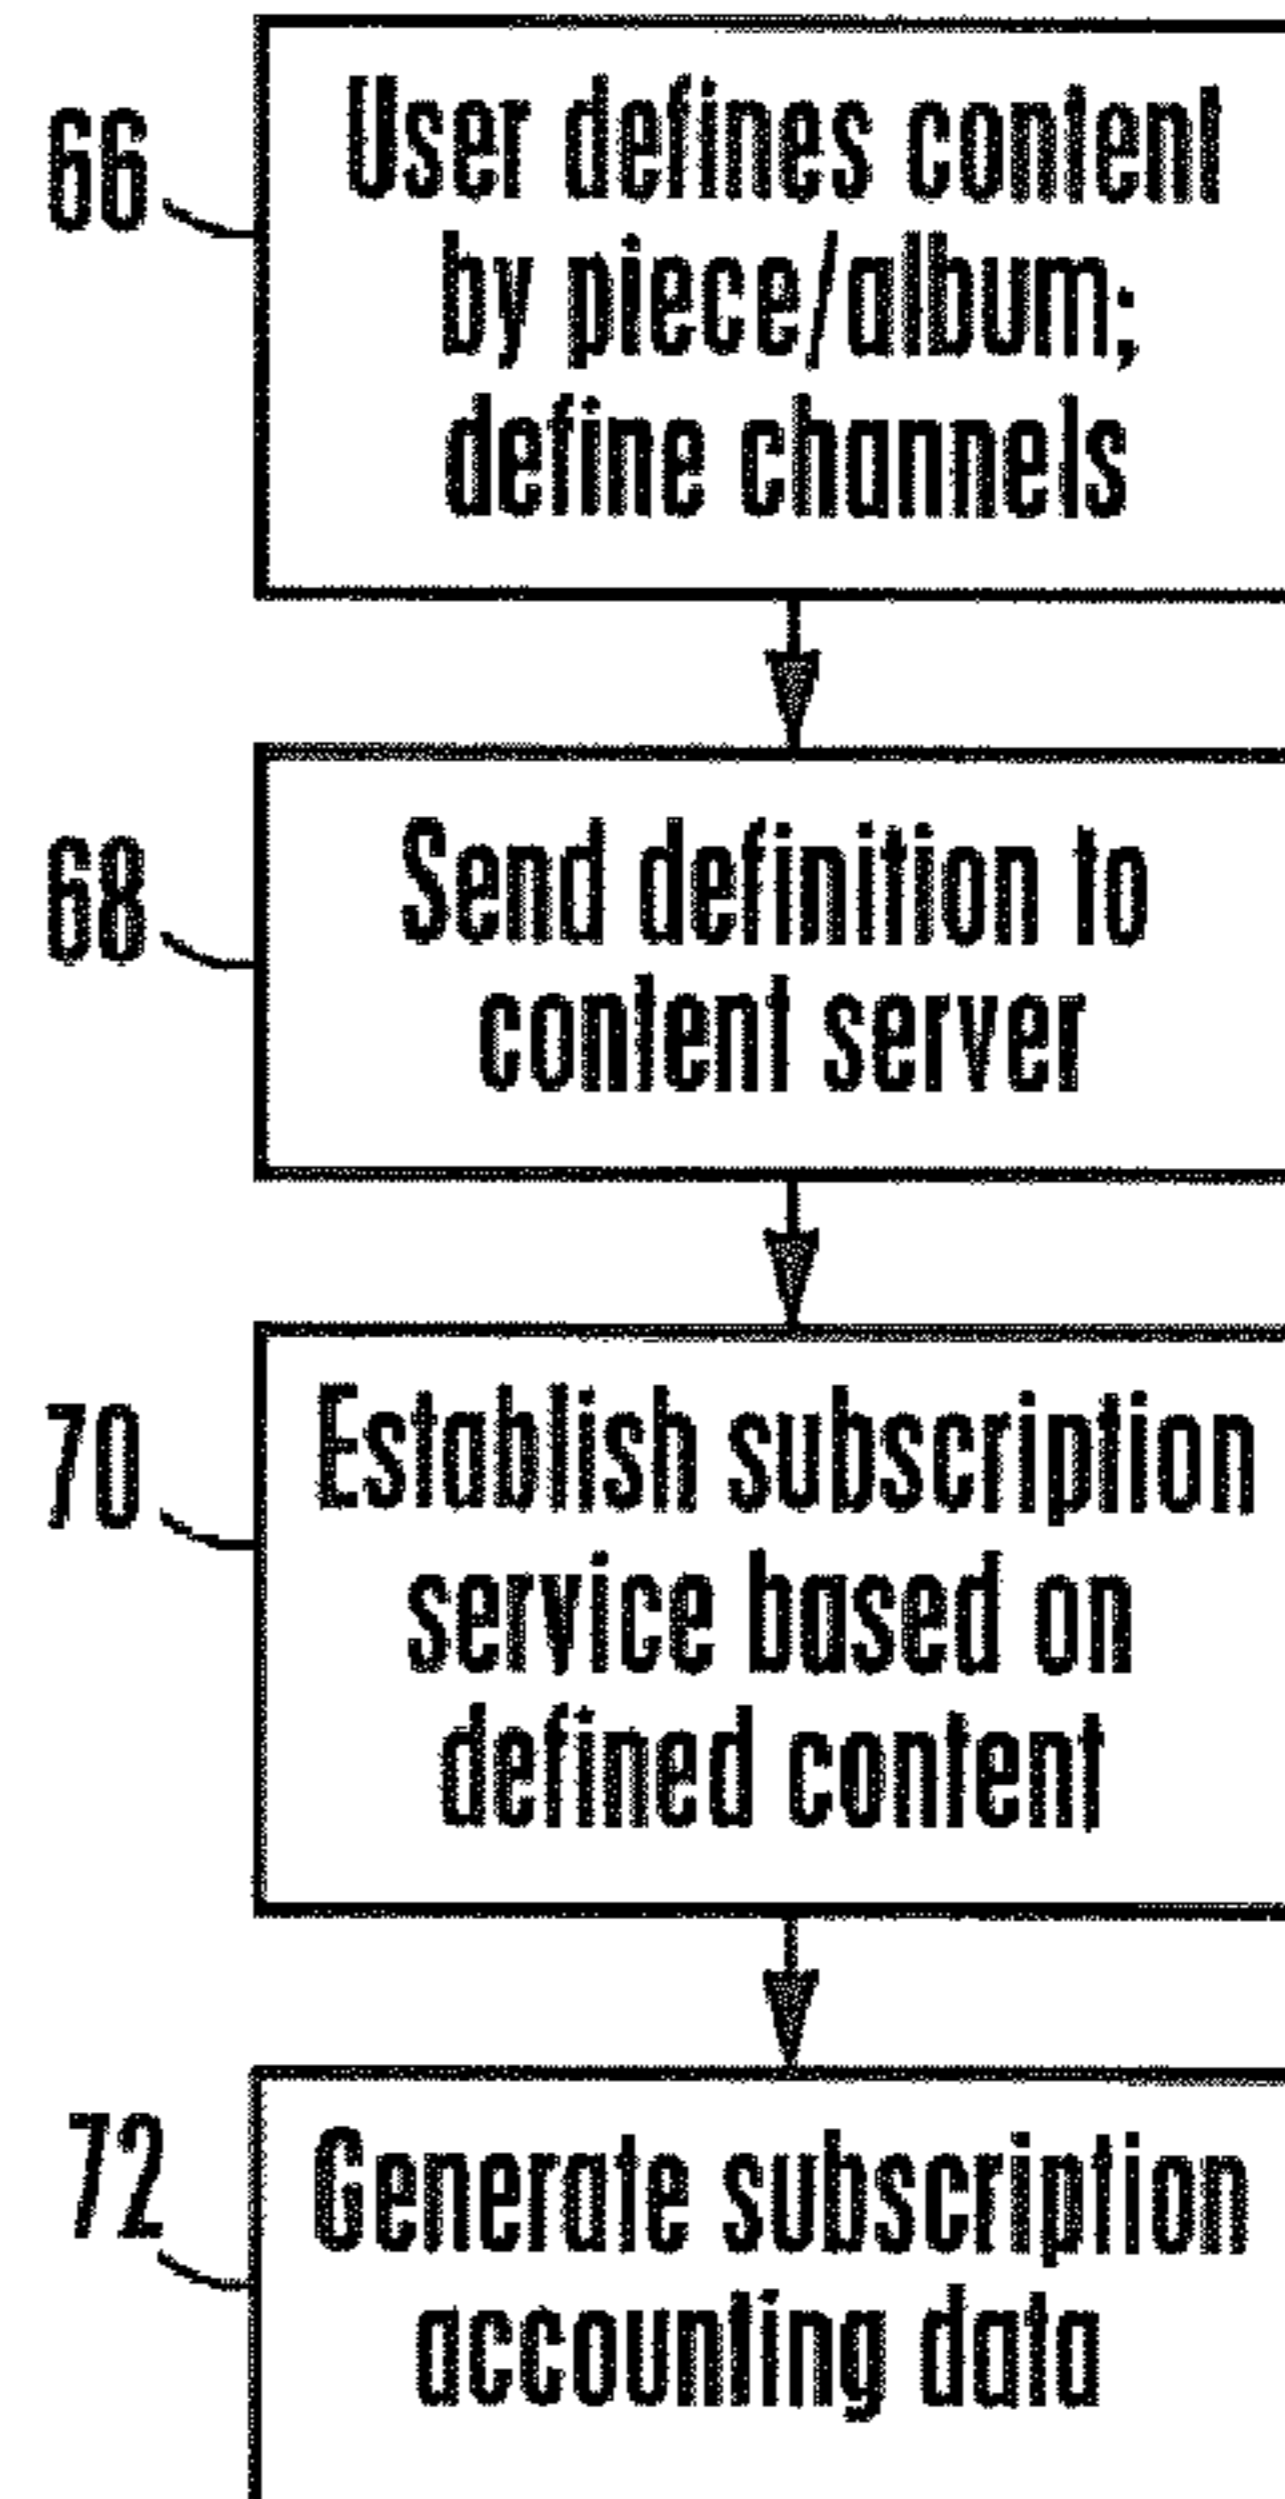 66
User defines content
by piece/album;
define channels
68
Send definition to
content server
70
Establish subscription
service based on
defined content
72
Generate subscription
accounting data